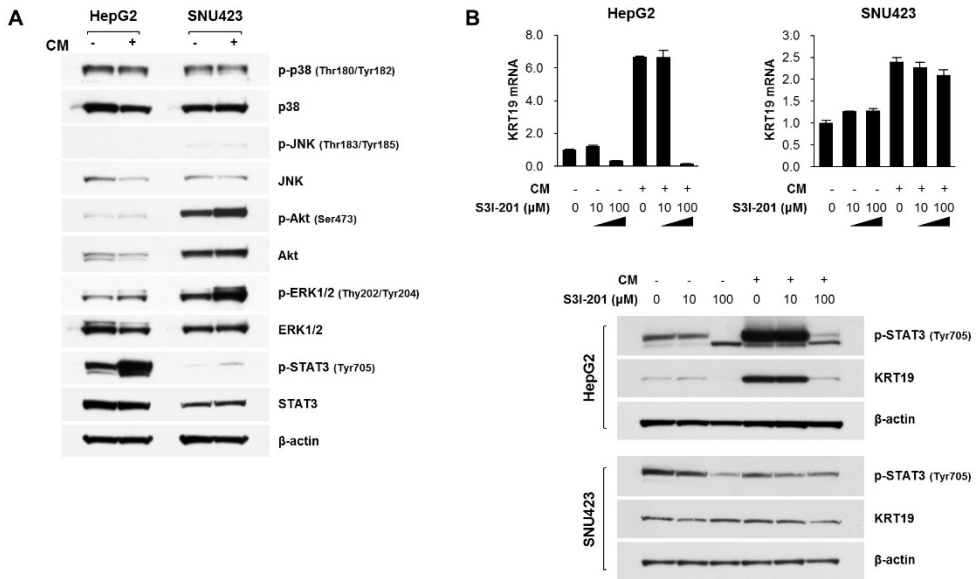 A
HepG2 SNU423
CM - + - +
p-p38 (Thr180/Tyr182)
p38
p-JNK (Thr183/Tyr185)
JNK
p-Akt (Ser473)
Akt
p-ERK1/2 (Thy202/Tyr204)
ERK1/2
p-STAT3 (Tyr705)
STAT3
β-actin
B
HepG2
KRT19 mRNA
8.0
6.0
4.0
2.0
0.0
CM - - - + + +
S3I-201 (µM) 0 10 100 0 10 100
SNU423
KRT19 mRNA
3.0
2.5
2.0
1.5
1.0
0.5
0.0
CM - - - + + +
S3I-201 (µM) 0 10 100 0 10 100
CM - - - + + +
S3I-201 (µM) 0 10 100 0 10 100
HepG2
p-STAT3 (Tyr705)
KRT19
β-actin
SNU423
p-STAT3 (Tyr705)
KRT19
β-actin